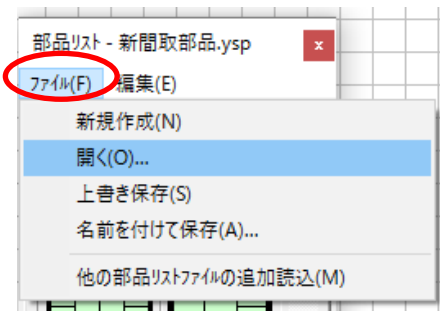 部品ﾘｽﾄ - 新間取部品.ysp x
ﾌｧｲﾙ(F) 編集(E)
新規作成(N)
開く(O)...
上書き保存(S)
名前を付けて保存(A)...
他の部品ﾘｽﾄﾌｧｲﾙの追加読込(M)